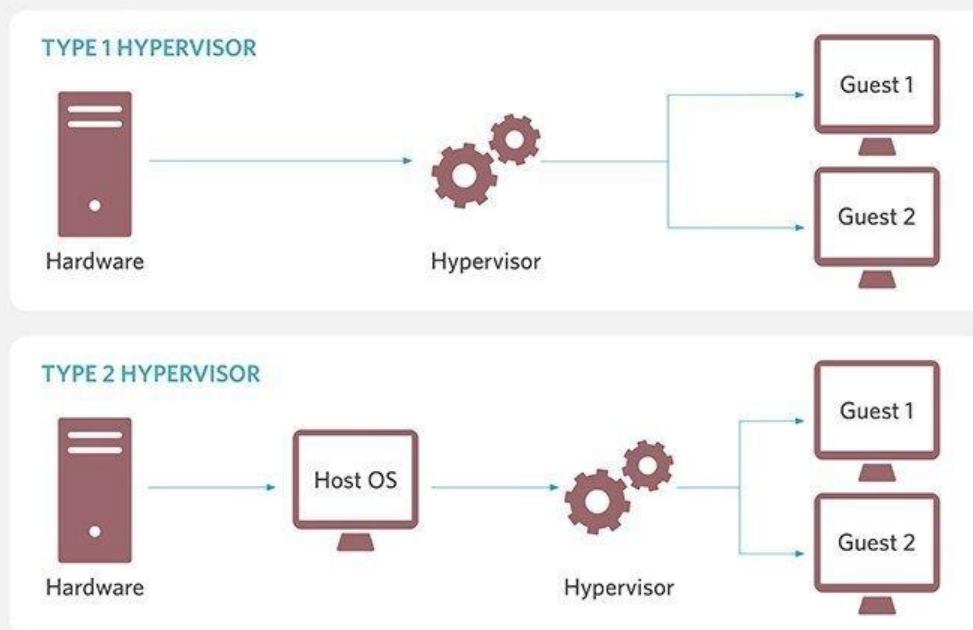 TYPE 1 HYPERVISOR
Guest 1
Guest 2
Hardware
Hypervisor
TYPE 2 HYPERVISOR
Guest 1
Host OS
Guest 2
Hardware
Hypervisor